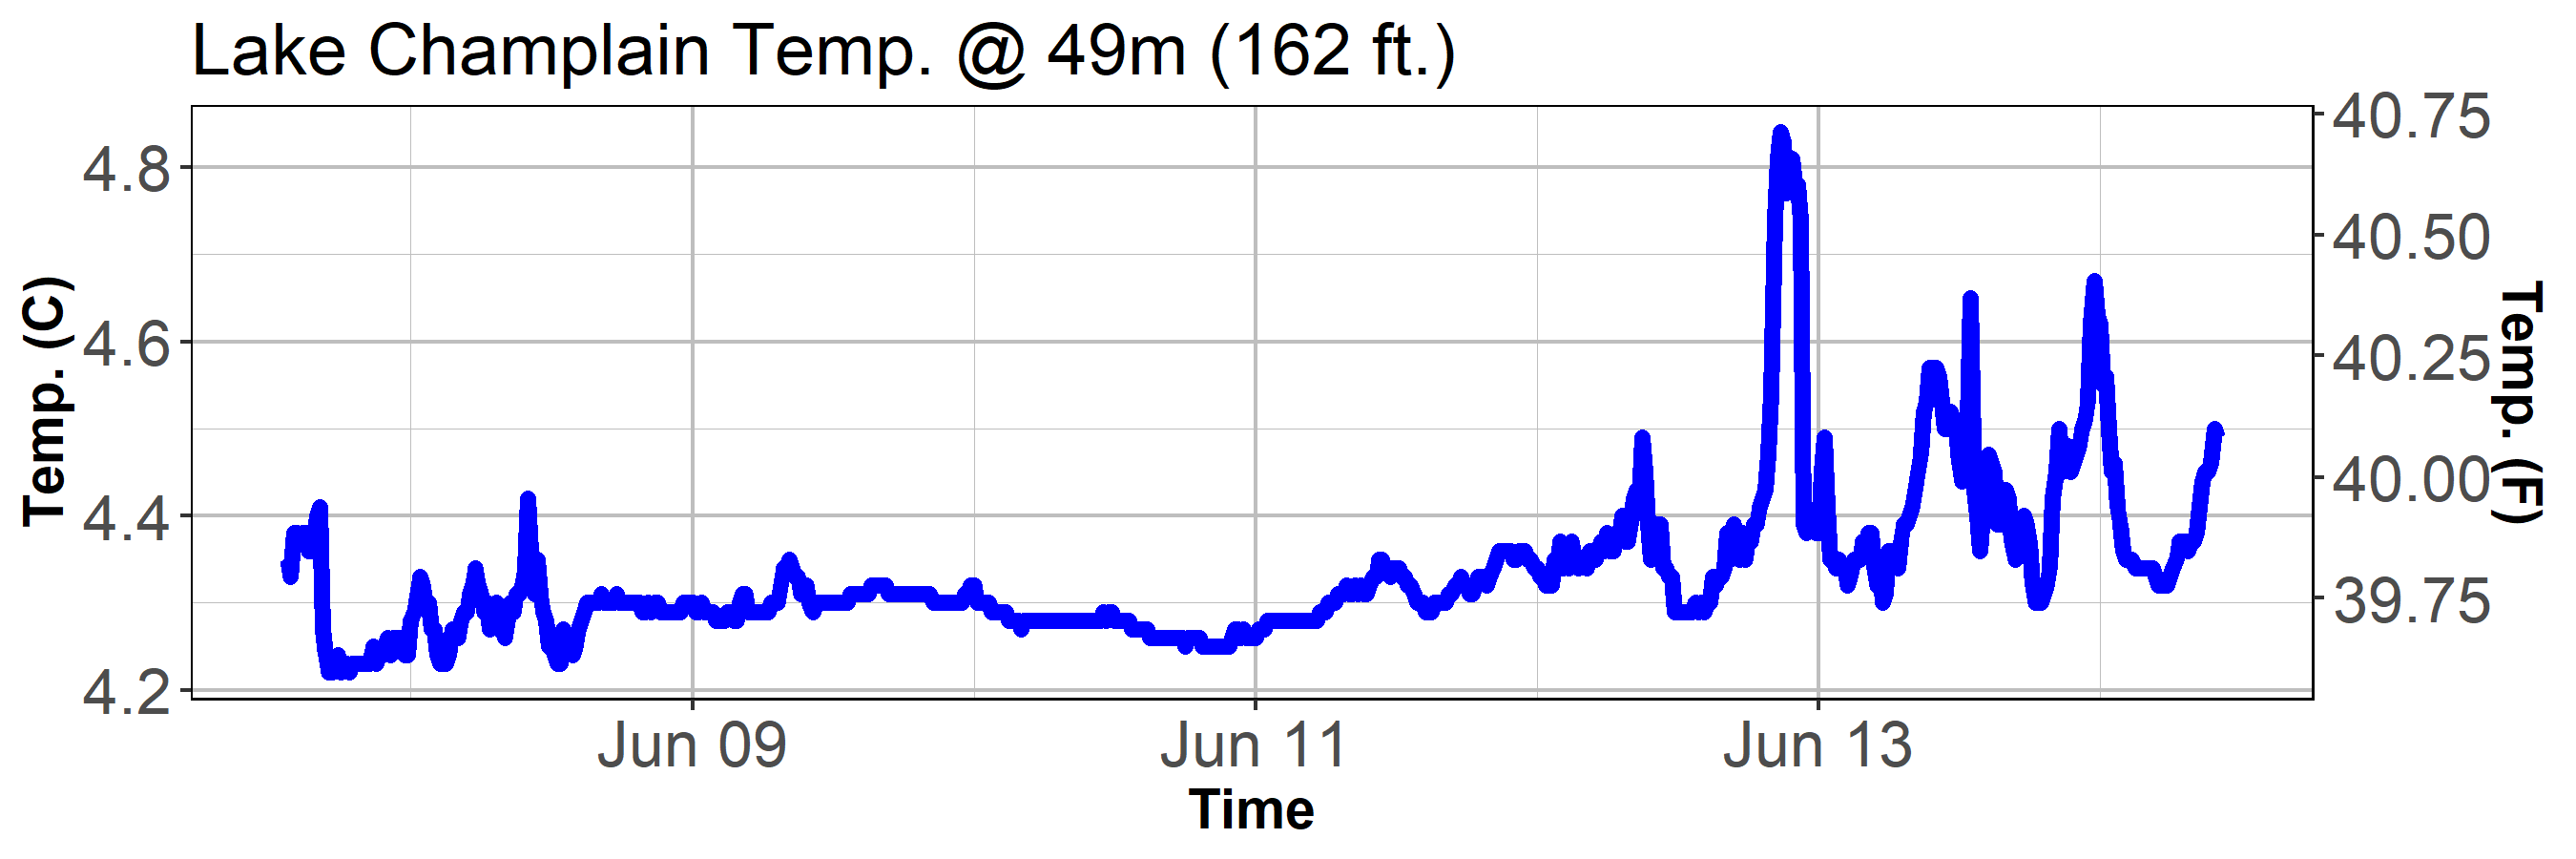 Lake Champlain Temp. @ 49m (162 ft.)
Temp. (C)
4.8
4.6
4.4
4.2
40.75
40.50
40.25
40.00
39.75
Temp. (F)
Jun 09
Jun 11
Jun 13
Time